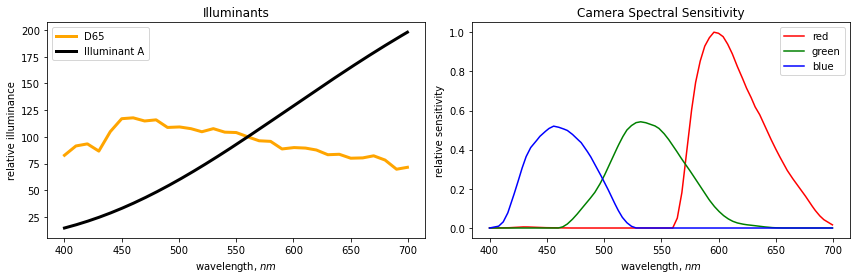 Illuminants
D65
Illuminant A
200
175
150
125
100
75
50
25
relative illuminance
400
450
500
550
600
650
700
wavelength, nm
Camera Spectral Sensitivity
red
green
blue
1.0
0.8
0.6
0.4
0.2
0.0
relative sensitivity
400
450
500
550
600
650
700
wavelength, nm